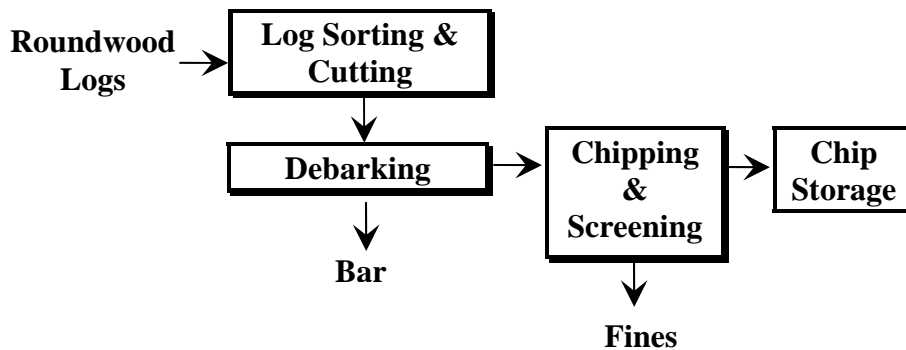 Roundwood
Logs
Log Sorting &
Cutting
Debarking
Chipping
&
Screening
Chip
Storage
Bar
Fines